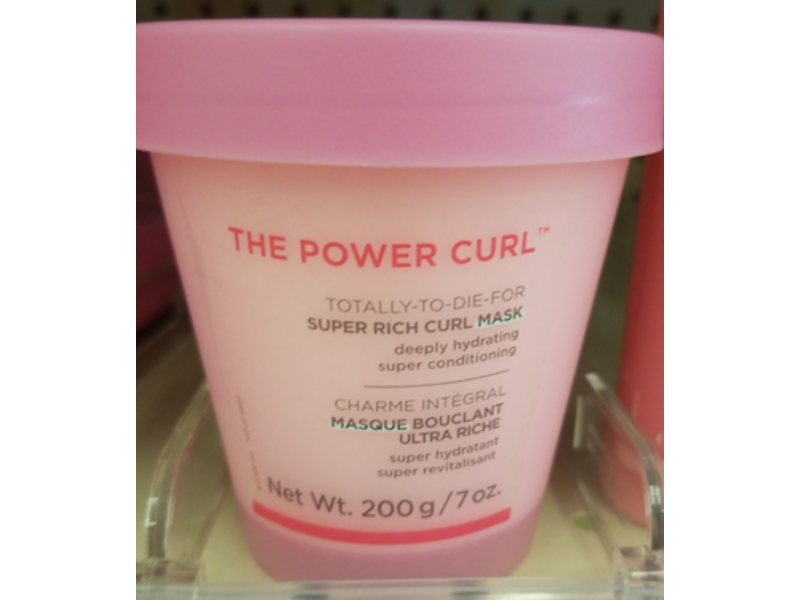 THE POWER CURL™
TOTALLY-TO-DIE-FOR
SUPER RICH CURL MASK
deeply hydrating
super conditioning
CHARME INTÉGRAL
MASQUE BOUCLANT
ULTRA RICHE
super hydratant
super revitalisant
Net Wt. 200 g/7 oz.